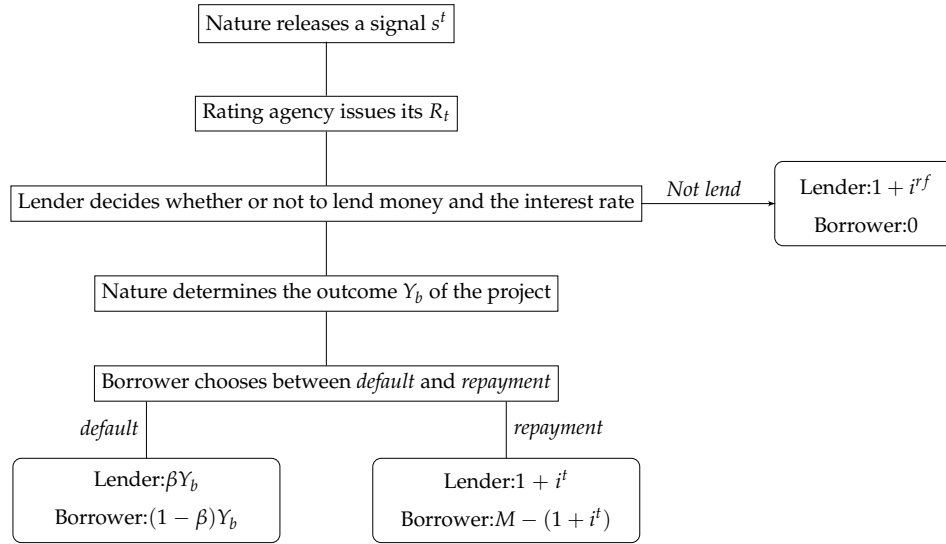 Nature releases a signal s^t
Rating agency issues its R_t
Lender decides whether or not to lend money and the interest rate
Not lend
Lender:1 + i^{rf}
Borrower:0
Nature determines the outcome Y_b of the project
Borrower chooses between default and repayment
default
repayment
Lender:βY_b
Borrower:(1 − β)Y_b
Lender:1 + i^t
Borrower:M − (1 + i^t)